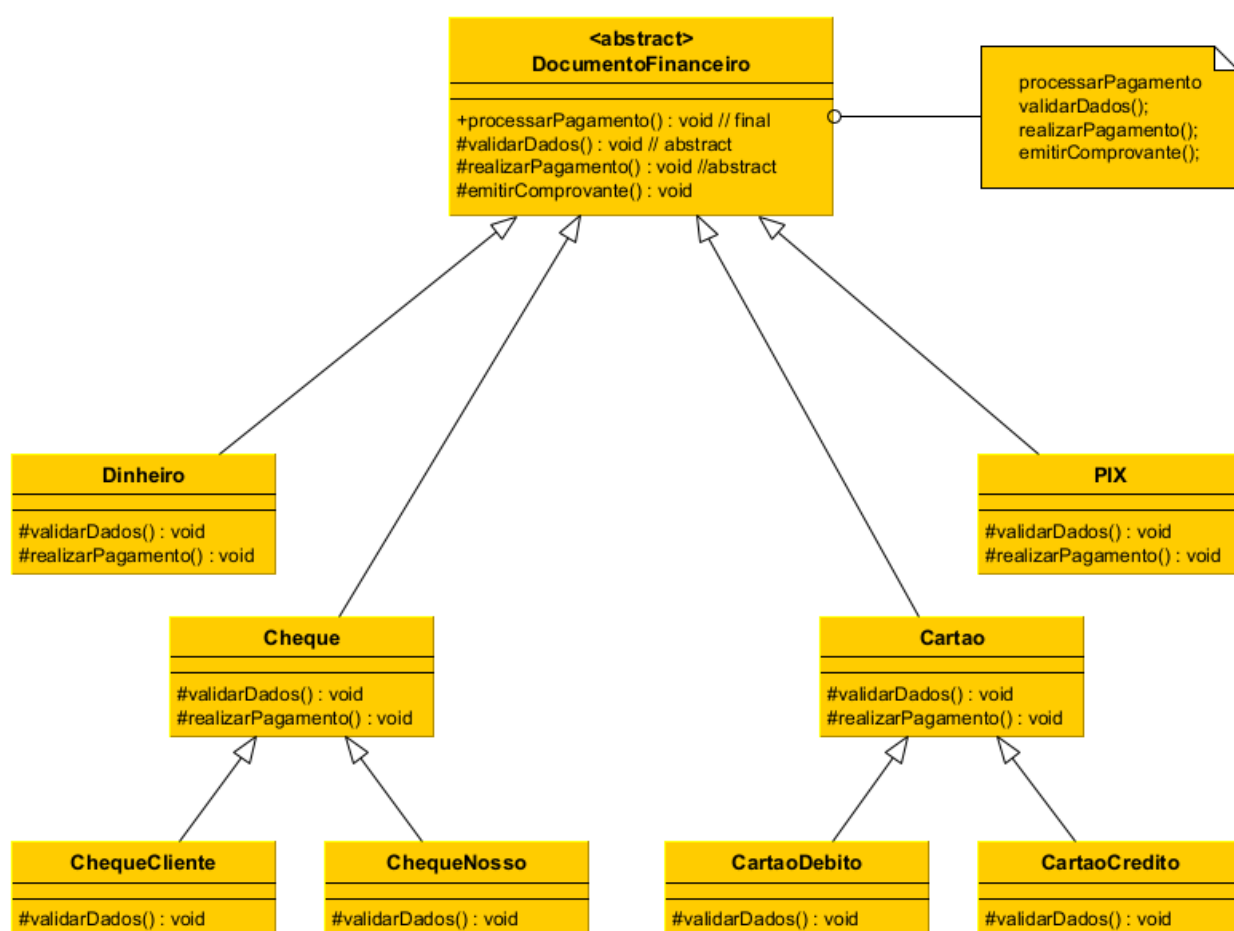 <abstract>
DocumentoFinanceiro
+processarPagamento() : void // final
#validarDados() : void // abstract
#realizarPagamento() : void //abstract
#emitirComprovante() : void
processarPagamento
validarDados();
realizarPagamento();
emitirComprovante();
Dinheiro
#validarDados() : void
#realizarPagamento() : void
PIX
#validarDados() : void
#realizarPagamento() : void
Cheque
#validarDados() : void
#realizarPagamento() : void
Cartao
#validarDados() : void
#realizarPagamento() : void
ChequeCliente
#validarDados() : void
ChequeNosso
#validarDados() : void
CartaoDebito
#validarDados() : void
CartaoCredito
#validarDados() : void